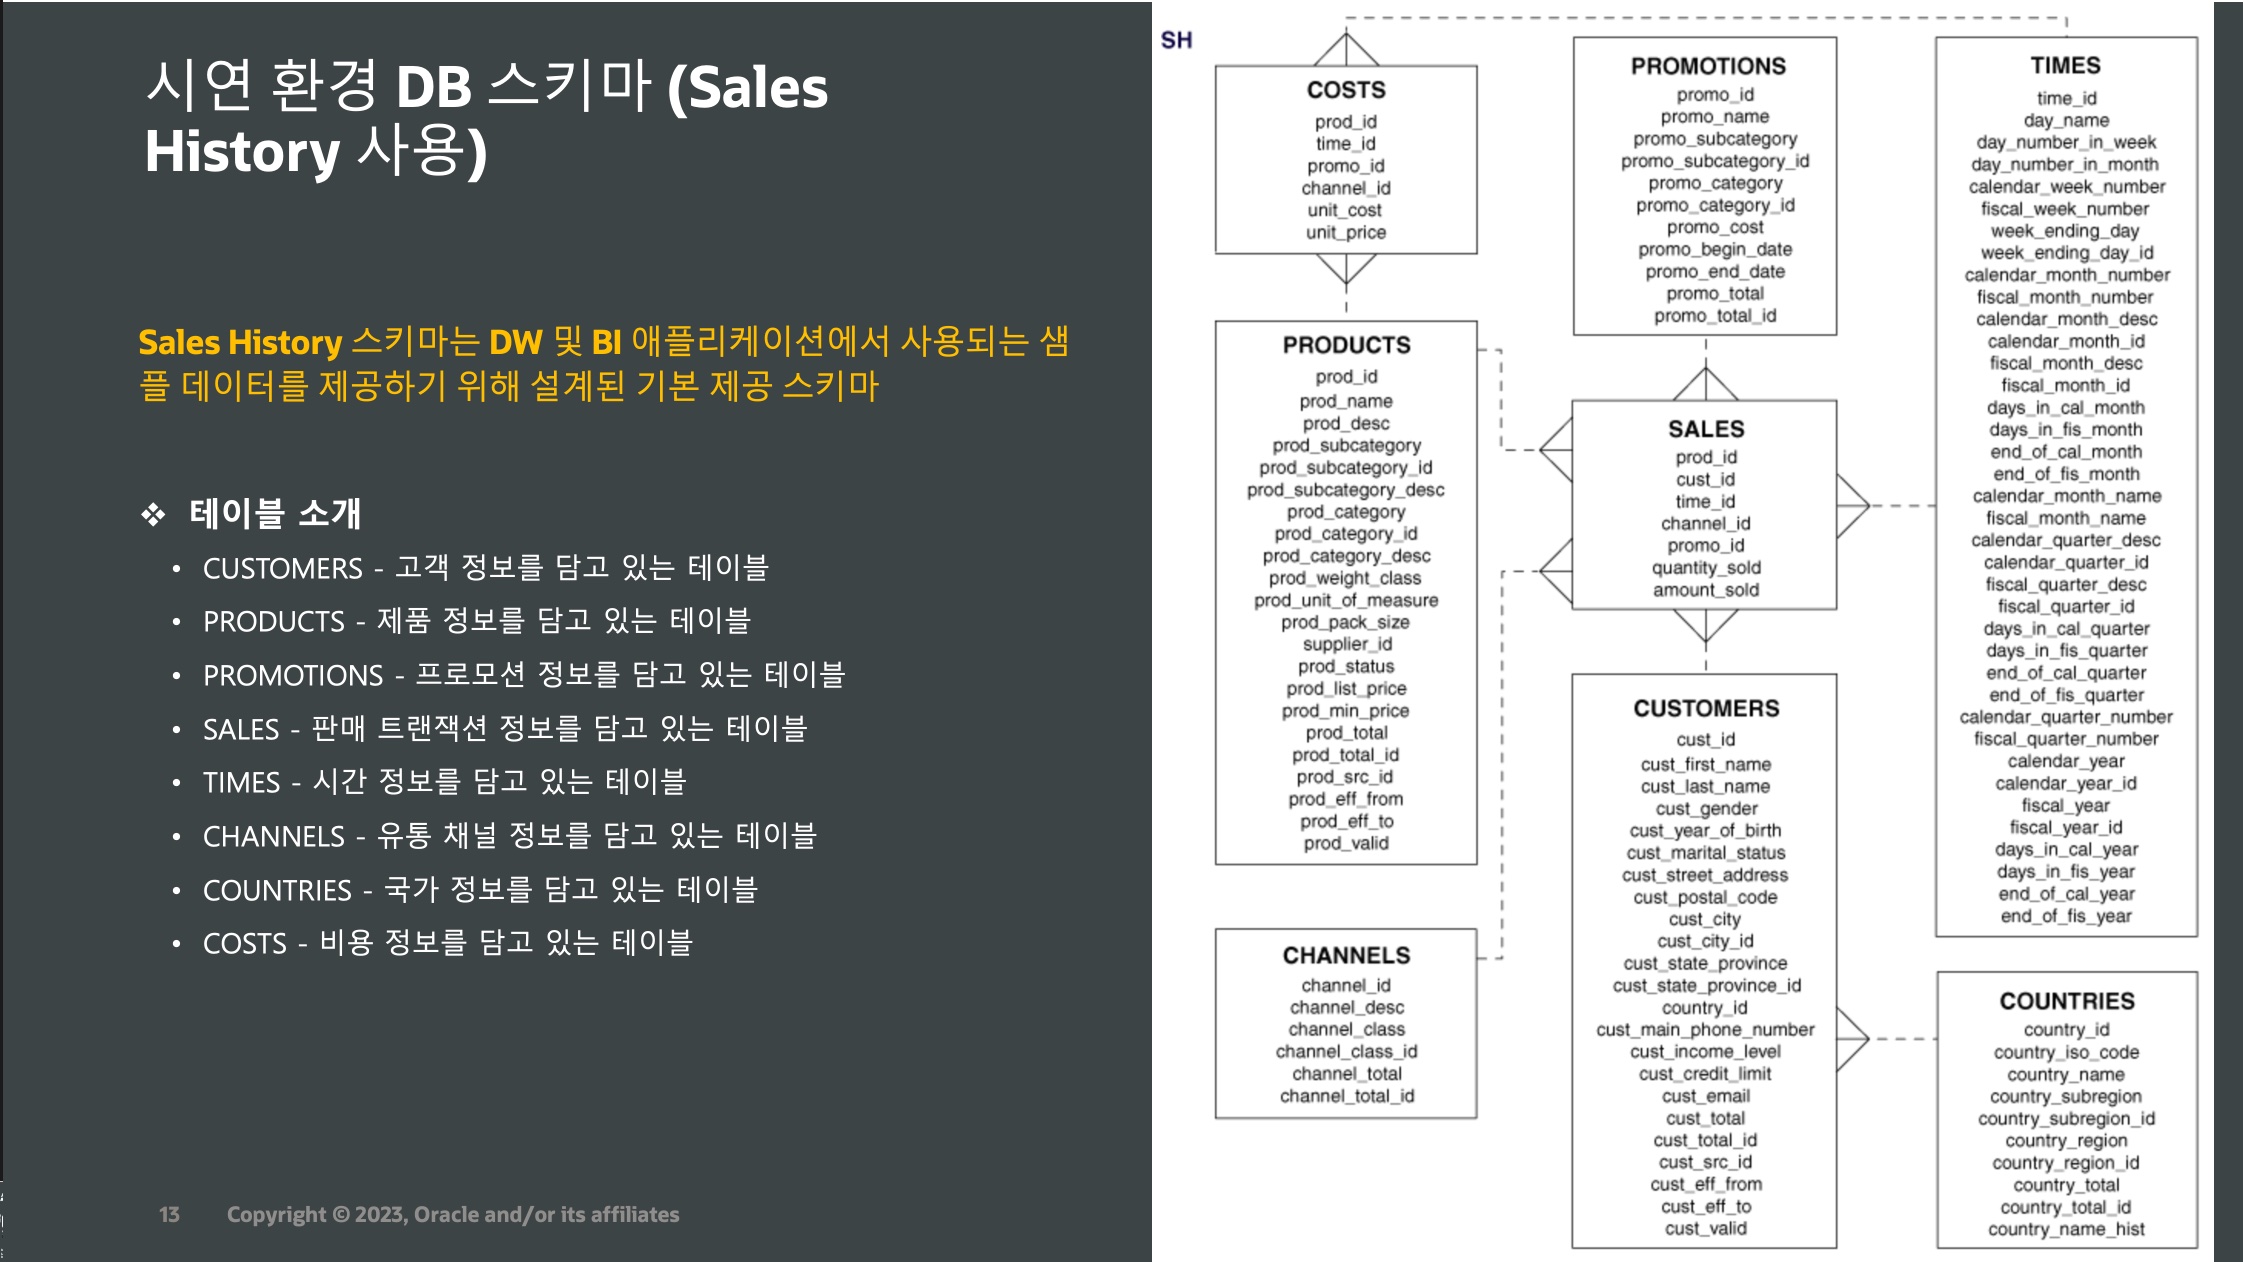 시연 환경 DB 스키마 (Sales
History 사용)
Sales History 스키마는 DW 및 BI 애플리케이션에서 사용되는 샘
플 데이터를 제공하기 위해 설계된 기본 제공 스키마
❖ 테이블 소개
• CUSTOMERS - 고객 정보를 담고 있는 테이블
• PRODUCTS - 제품 정보를 담고 있는 테이블
• PROMOTIONS - 프로모션 정보를 담고 있는 테이블
• SALES - 판매 트랜잭션 정보를 담고 있는 테이블
• TIMES - 시간 정보를 담고 있는 테이블
• CHANNELS - 유통 채널 정보를 담고 있는 테이블
• COUNTRIES - 국가 정보를 담고 있는 테이블
• COSTS - 비용 정보를 담고 있는 테이블
13 Copyright © 2023, Oracle and/or its affiliates
SH
COSTS
prod_id
time_id
promo_id
channel_id
unit_cost
unit_price
PRODUCTS
prod_id
prod_name
prod_desc
prod_subcategory
prod_subcategory_id
prod_subcategory_desc
prod_category
prod_category_id
prod_category_desc
prod_weight_class
prod_unit_of_measure
prod_pack_size
supplier_id
prod_status
prod_list_price
prod_min_price
prod_total
prod_total_id
prod_src_id
prod_eff_from
prod_eff_to
prod_valid
CHANNELS
channel_id
channel_desc
channel_class
channel_class_id
channel_total
channel_total_id
PROMOTIONS
promo_id
promo_name
promo_subcategory
promo_subcategory_id
promo_category
promo_category_id
promo_cost
promo_begin_date
promo_end_date
promo_total
promo_total_id
SALES
prod_id
cust_id
time_id
channel_id
promo_id
quantity_sold
amount_sold
CUSTOMERS
cust_id
cust_first_name
cust_last_name
cust_gender
cust_year_of_birth
cust_marital_status
cust_street_address
cust_postal_code
cust_city
cust_city_id
cust_state_province
cust_state_province_id
country_id
cust_main_phone_number
cust_income_level
cust_credit_limit
cust_email
cust_total
cust_total_id
cust_src_id
cust_eff_from
cust_eff_to
cust_valid
TIMES
time_id
day_name
day_number_in_week
day_number_in_month
calendar_week_number
fiscal_week_number
week_ending_day
week_ending_day_id
calendar_month_number
fiscal_month_number
calendar_month_desc
calendar_month_id
fiscal_month_desc
fiscal_month_id
days_in_cal_month
days_in_fis_month
end_of_cal_month
end_of_fis_month
calendar_month_name
fiscal_month_name
calendar_quarter_desc
calendar_quarter_id
fiscal_quarter_desc
fiscal_quarter_id
days_in_cal_quarter
days_in_fis_quarter
end_of_cal_quarter
end_of_fis_quarter
calendar_quarter_number
fiscal_quarter_number
calendar_year
calendar_year_id
fiscal_year
fiscal_year_id
days_in_cal_year
days_in_fis_year
end_of_cal_year
end_of_fis_year
COUNTRIES
country_id
country_iso_code
country_name
country_subregion
country_subregion_id
country_region
country_region_id
country_total
country_total_id
country_name_hist